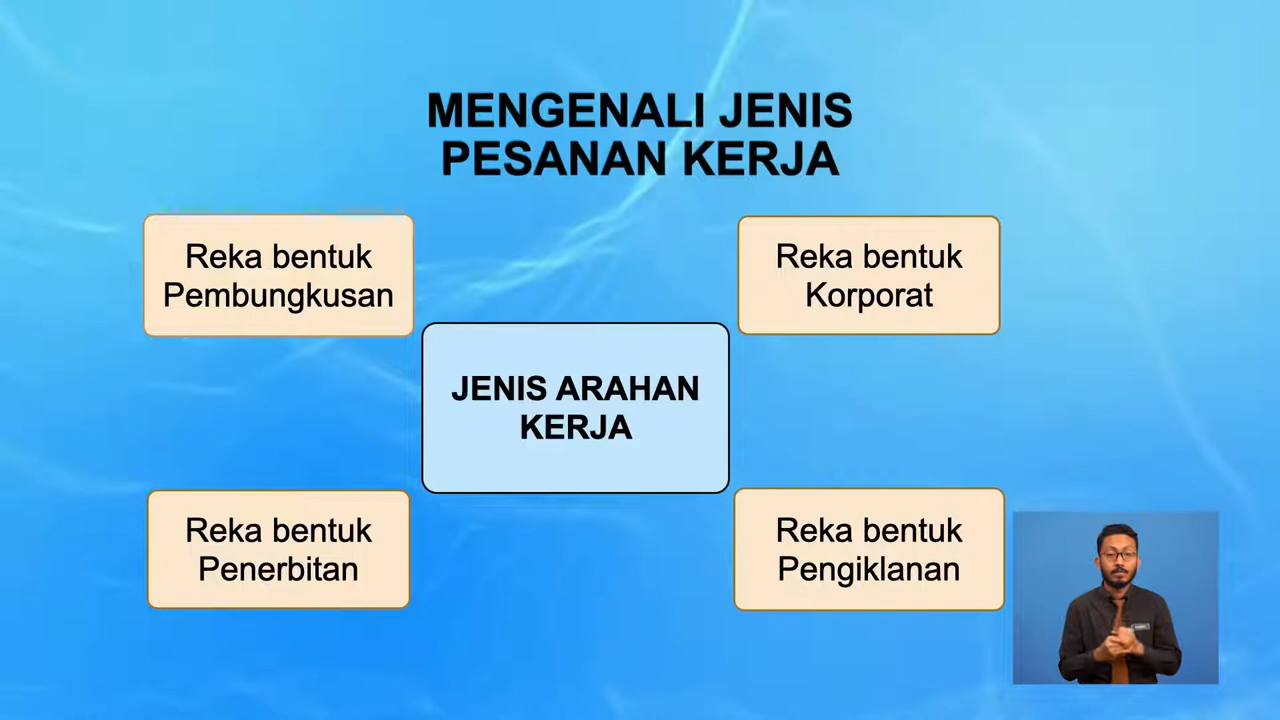 MENGENALI JENIS
PESANAN KERJA
Reka bentuk
Pembungkusan
Reka bentuk
Korporat
JENIS ARAHAN
KERJA
Reka bentuk
Penerbitan
Reka bentuk
Pengiklanan